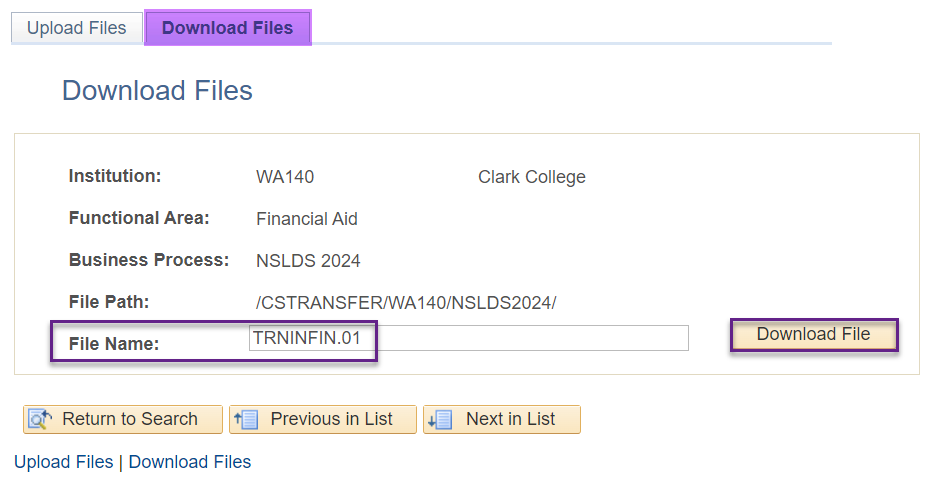 Upload Files Download Files
Download Files
Institution: WA140 Clark College
Functional Area: Financial Aid
Business Process: NSLDS 2024
File Path: /CSTRANSFER/WA140/NSLDS2024/
File Name: TRNINFIN.01 Download File
Return to Search Previous in List Next in List
Upload Files | Download Files